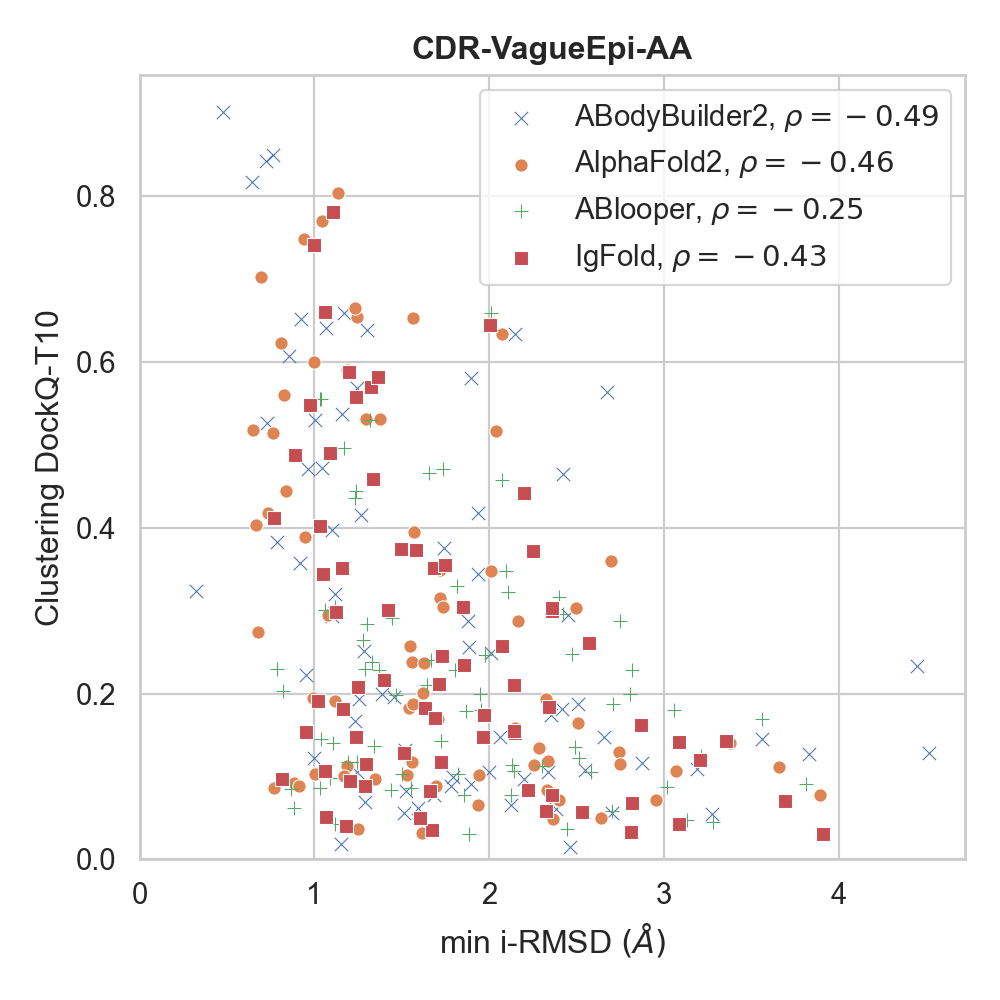 CDR-VagueEpi-AA
ABodyBuilder2, ρ = −0.49
AlphaFold2, ρ = −0.46
ABlooper, ρ = −0.25
IgFold, ρ = −0.43
Clustering DockQ-T10
0.8
0.6
0.4
0.2
0.0
0 1 2 3 4
min i-RMSD (Å)